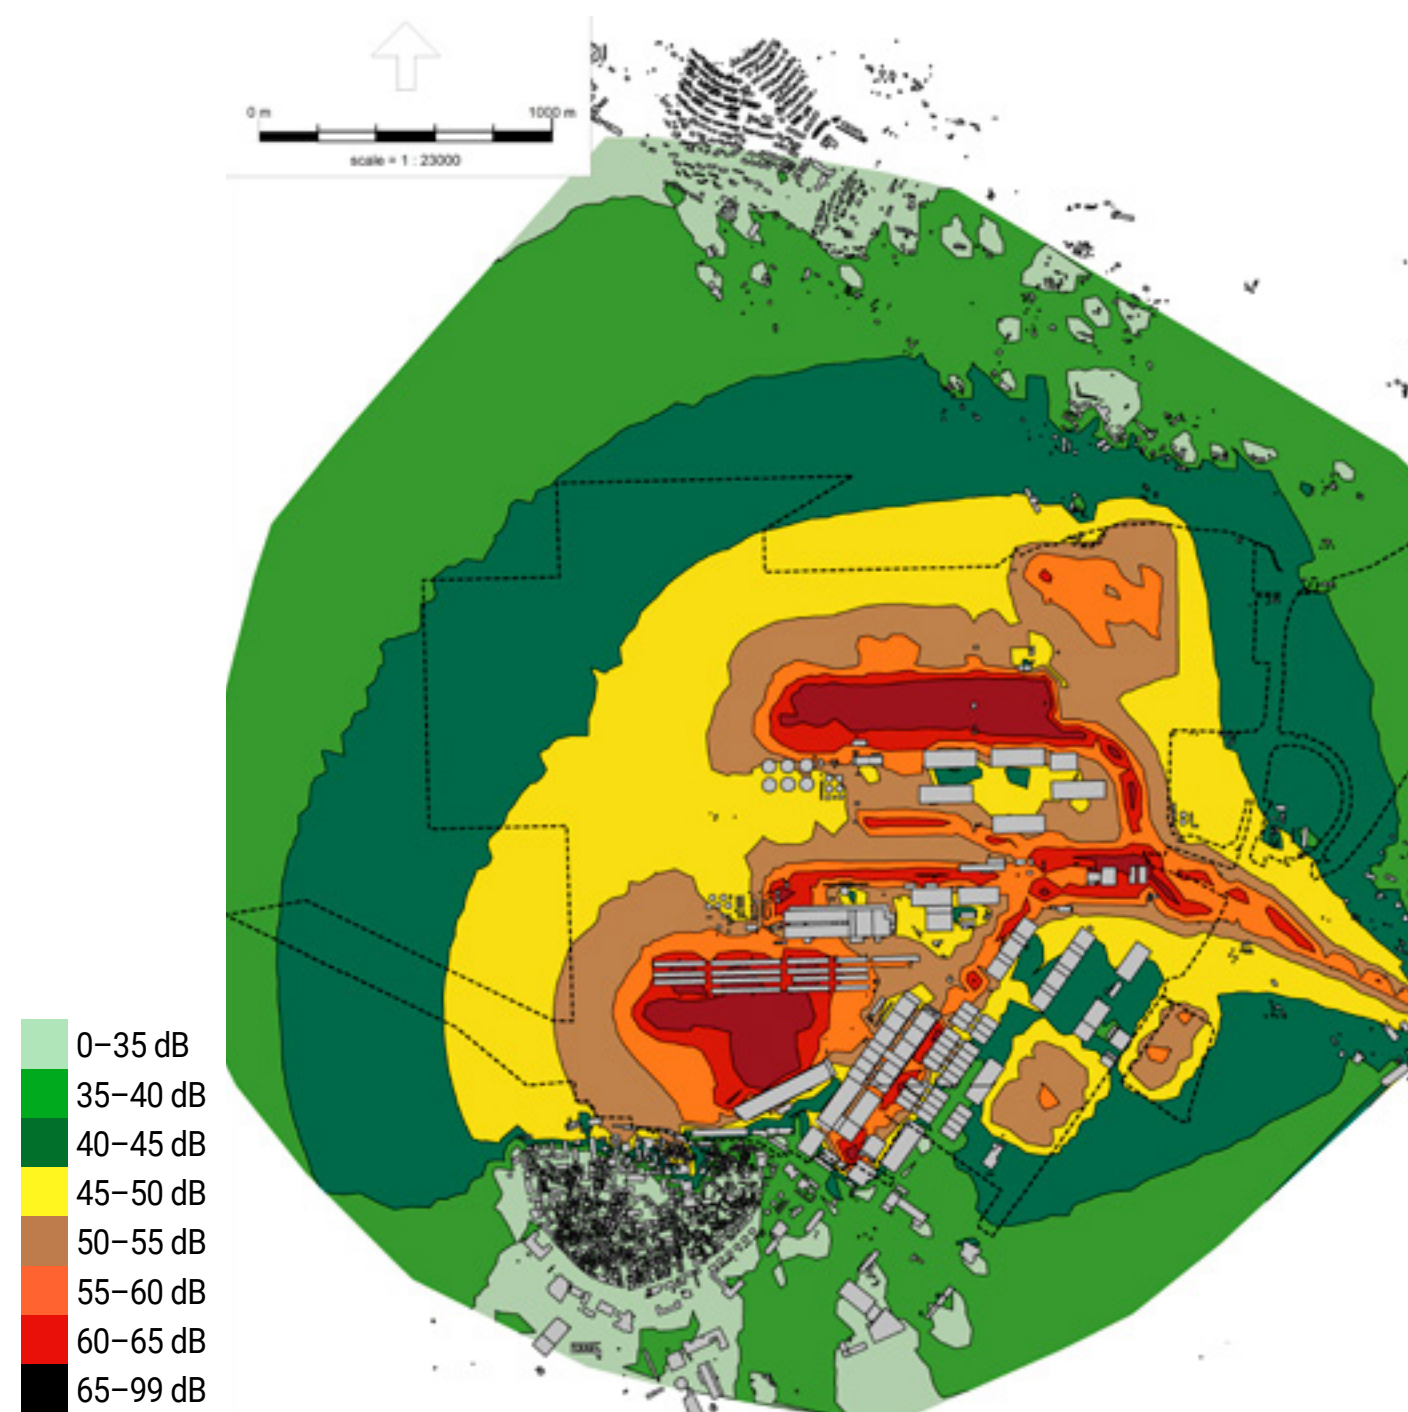 0 m 1000 m
scale = 1 : 23000
0–35 dB
35–40 dB
40–45 dB
45–50 dB
50–55 dB
55–60 dB
60–65 dB
65–99 dB